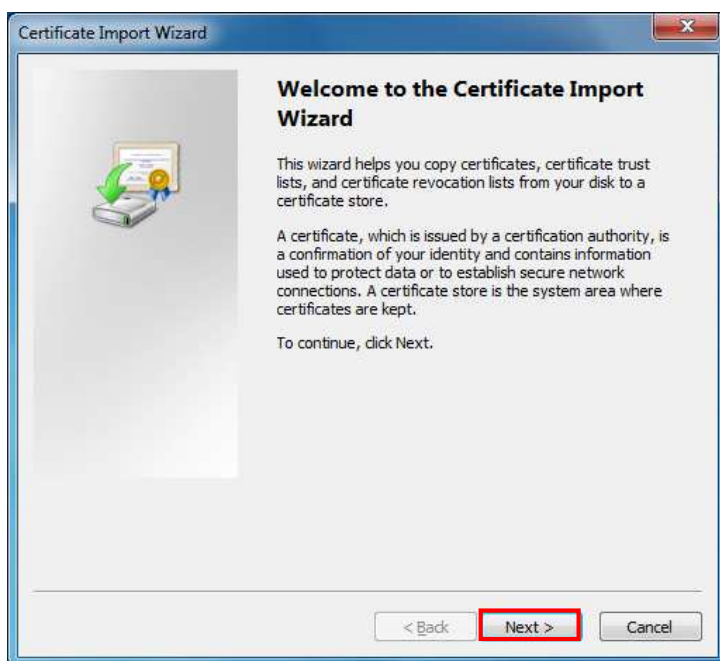 Certificate Import Wizard
x
Welcome to the Certificate Import
Wizard
This wizard helps you copy certificates, certificate trust
lists, and certificate revocation lists from your disk to a
certificate store.
A certificate, which is issued by a certification authority, is
a confirmation of your identity and contains information
used to protect data or to establish secure network
connections. A certificate store is the system area where
certificates are kept.
To continue, click Next.
< Back Next > Cancel